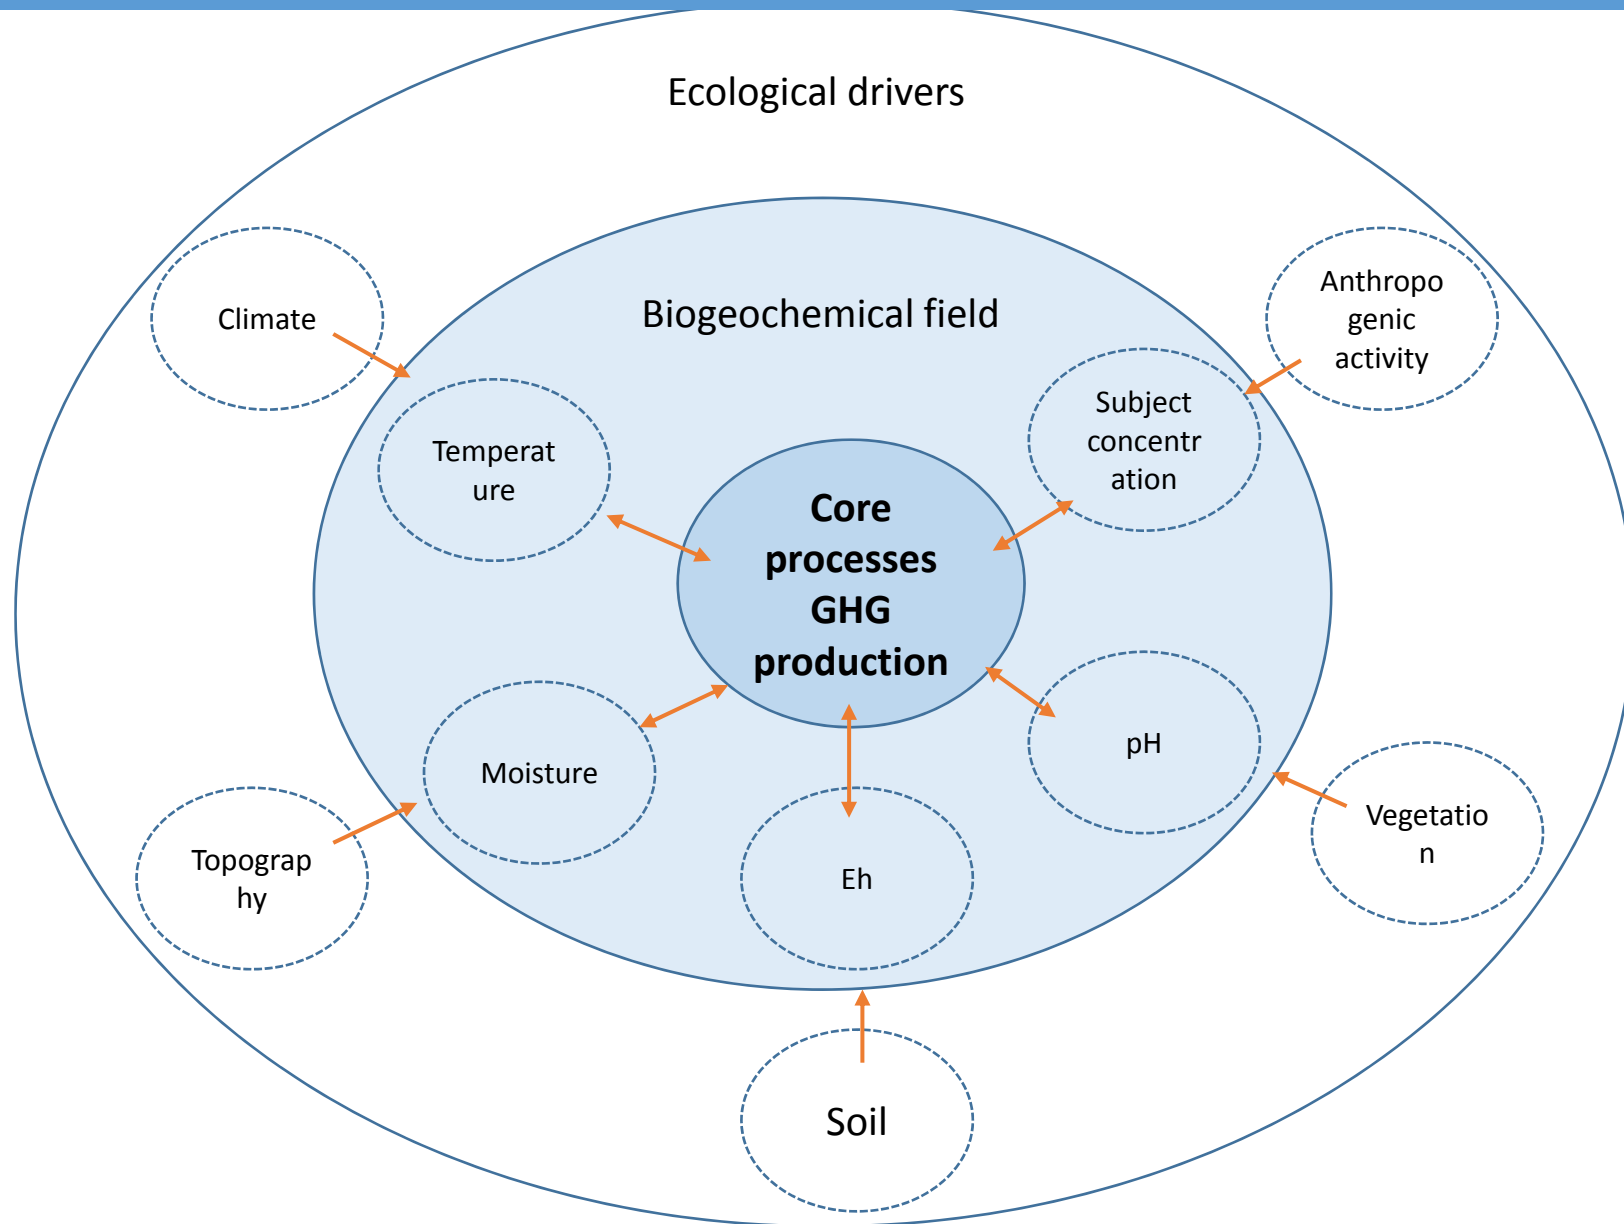 Ecological drivers
Biogeochemical field
Climate
Anthropo
genic
activity
Temperat
ure
Subject
concentr
ation
Core
processes
GHG
production
Moisture
pH
Eh
Topograp
hy
Vegetatio
n
Soil